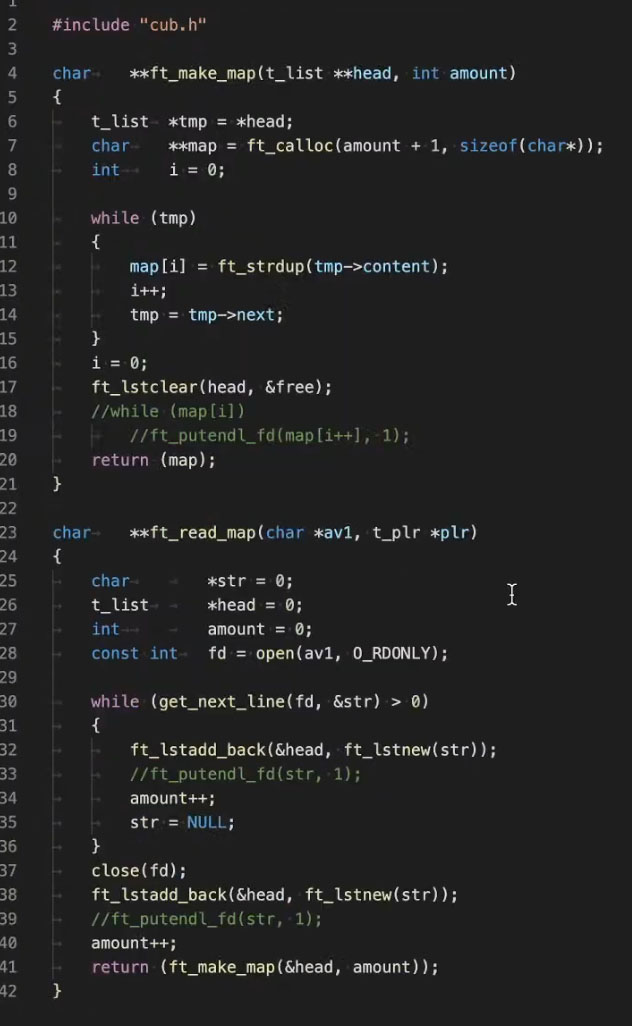 1
2 #include "cub.h"
3
4 char **ft_make_map(t_list **head, int amount)
5 {
6 t_list *tmp = *head;
7 char **map = ft_calloc(amount + 1, sizeof(char*));
8 int i = 0;
9
10 while (tmp)
11 {
12 map[i] = ft_strdup(tmp->content);
13 i++;
14 tmp = tmp->next;
15 }
16 i = 0;
17 ft_lstclear(head, &free);
18 //while (map[i])
19 //ft_putendl_fd(map[i++], 1);
20 return (map);
21 }
22
23 char **ft_read_map(char *av1, t_plr *plr)
24 {
25 char *str = 0;
26 t_list *head = 0;
27 int amount = 0;
28 const int fd = open(av1, O_RDONLY);
29
30 while (get_next_line(fd, &str) > 0)
31 {
32 ft_lstadd_back(&head, ft_lstnew(str));
33 //ft_putendl_fd(str, 1);
34 amount++;
35 str = NULL;
36 }
37 close(fd);
38 ft_lstadd_back(&head, ft_lstnew(str));
39 //ft_putendl_fd(str, 1);
40 amount++;
41 return (ft_make_map(&head, amount));
42 }